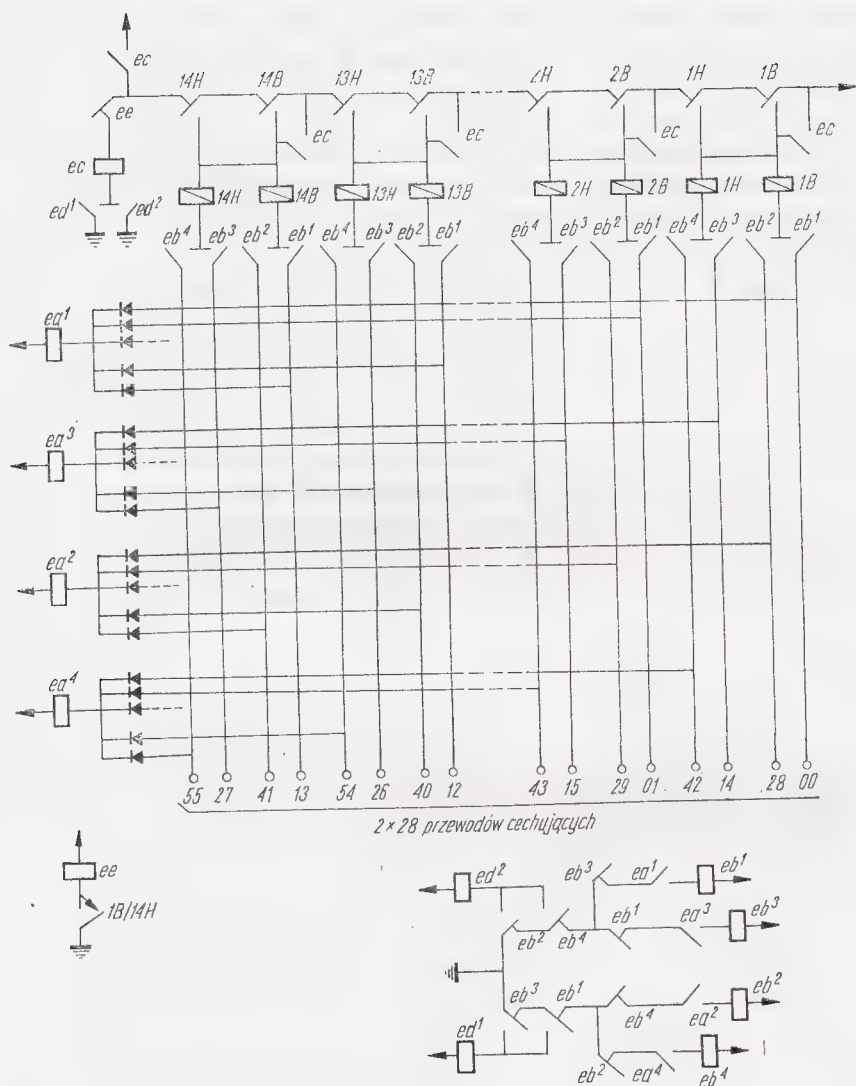 ec
14H 14B 13H 13B 2H 2B 1H 1B
ee
ec ec ec ec
ec
14H 14B 13H 13B 2H 2B 1H 1B
ed¹ ed²
eb⁴ eb³ eb² eb¹ eb⁴ eb³ eb² eb¹ eb⁴ eb³ eb² eb¹ eb⁴ eb³ eb² eb¹
ea¹
ea³
ea²
ea⁴
55 27 41 13 54 26 40 12 43 15 29 01 42 14 28 00
2×28 przewodów cechujących
ee
1B/14H
ed² eb³ ea¹ eb¹
eb² eb⁴ eb¹ ea³ eb³
eb³ eb¹ eb⁴ ea² eb²
ed¹ eb² ea⁴ eb⁴